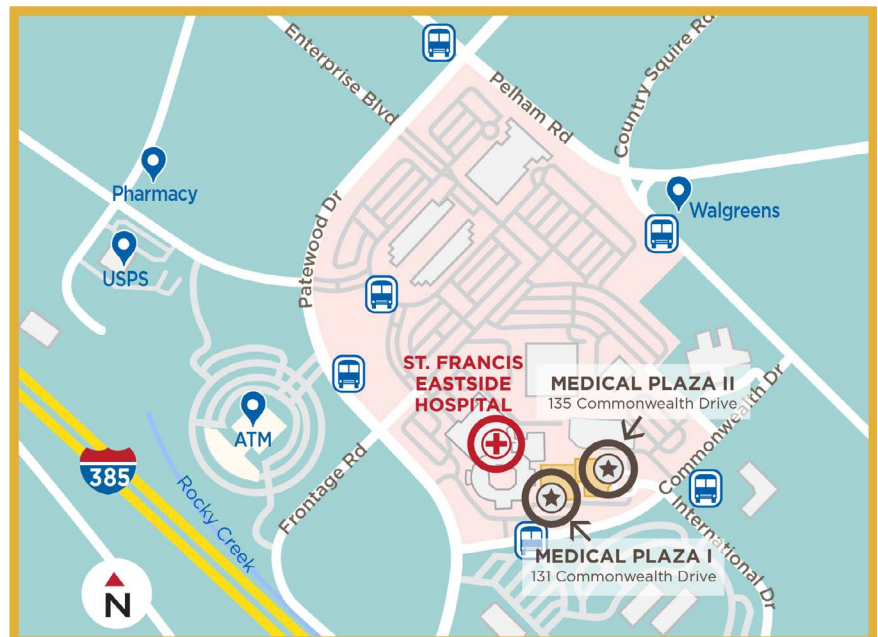 Enterprise Blvd
Pelham Rd
Country Squire Rd
Pharmacy
Walgreens
USPS
Patewood Dr
ST. FRANCIS
EASTSIDE
HOSPITAL
MEDICAL PLAZA II
135 Commonwealth Drive
ATM
Commonwealth Dr
385
Rocky Creek
Frontage Rd
International Dr
MEDICAL PLAZA I
131 Commonwealth Drive
N